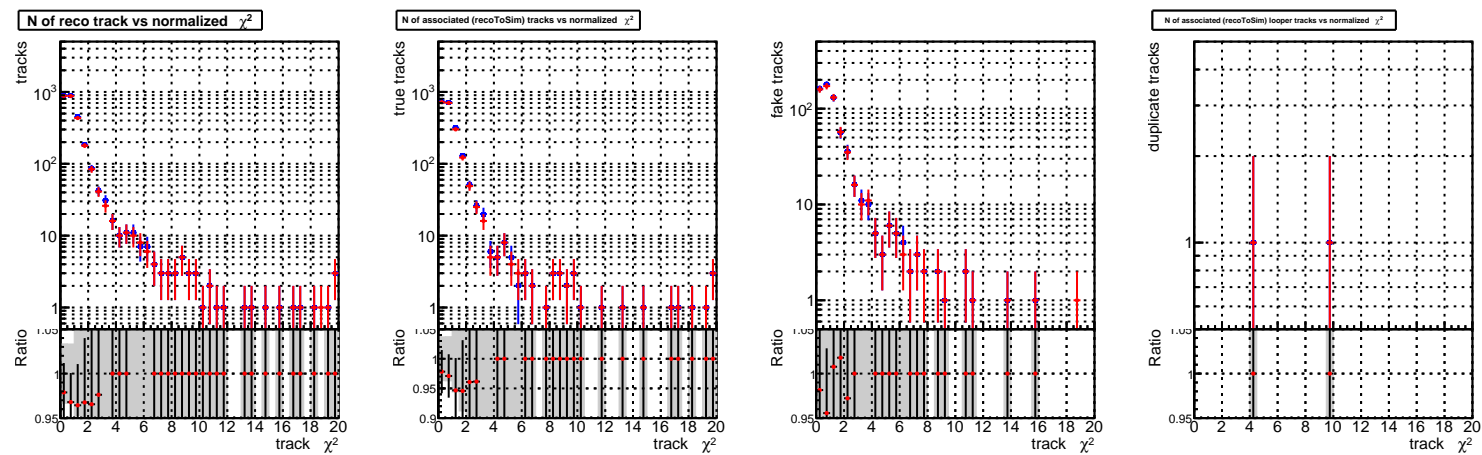 N of reco track vs normalized χ²
tracks
10³
10²
10
1
Ratio
1.05
1
0.95
0 2 4 6 8 10 12 14 16 18 20
track χ²
N of associated (recoToSim) tracks vs normalized χ²
true tracks
10³
10²
10
1
Ratio
1.05
1
0.95
0.9
0 2 4 6 8 10 12 14 16 18 20
track χ²
fake tracks
10²
10
1
Ratio
1.05
1
0.95
0 2 4 6 8 10 12 14 16 18 20
track χ²
N of associated (recoToSim) looper tracks vs normalized χ²
duplicate tracks
1
Ratio
1.05
1
0.95
0 2 4 6 8 10 12 14 16 18 20
track χ²